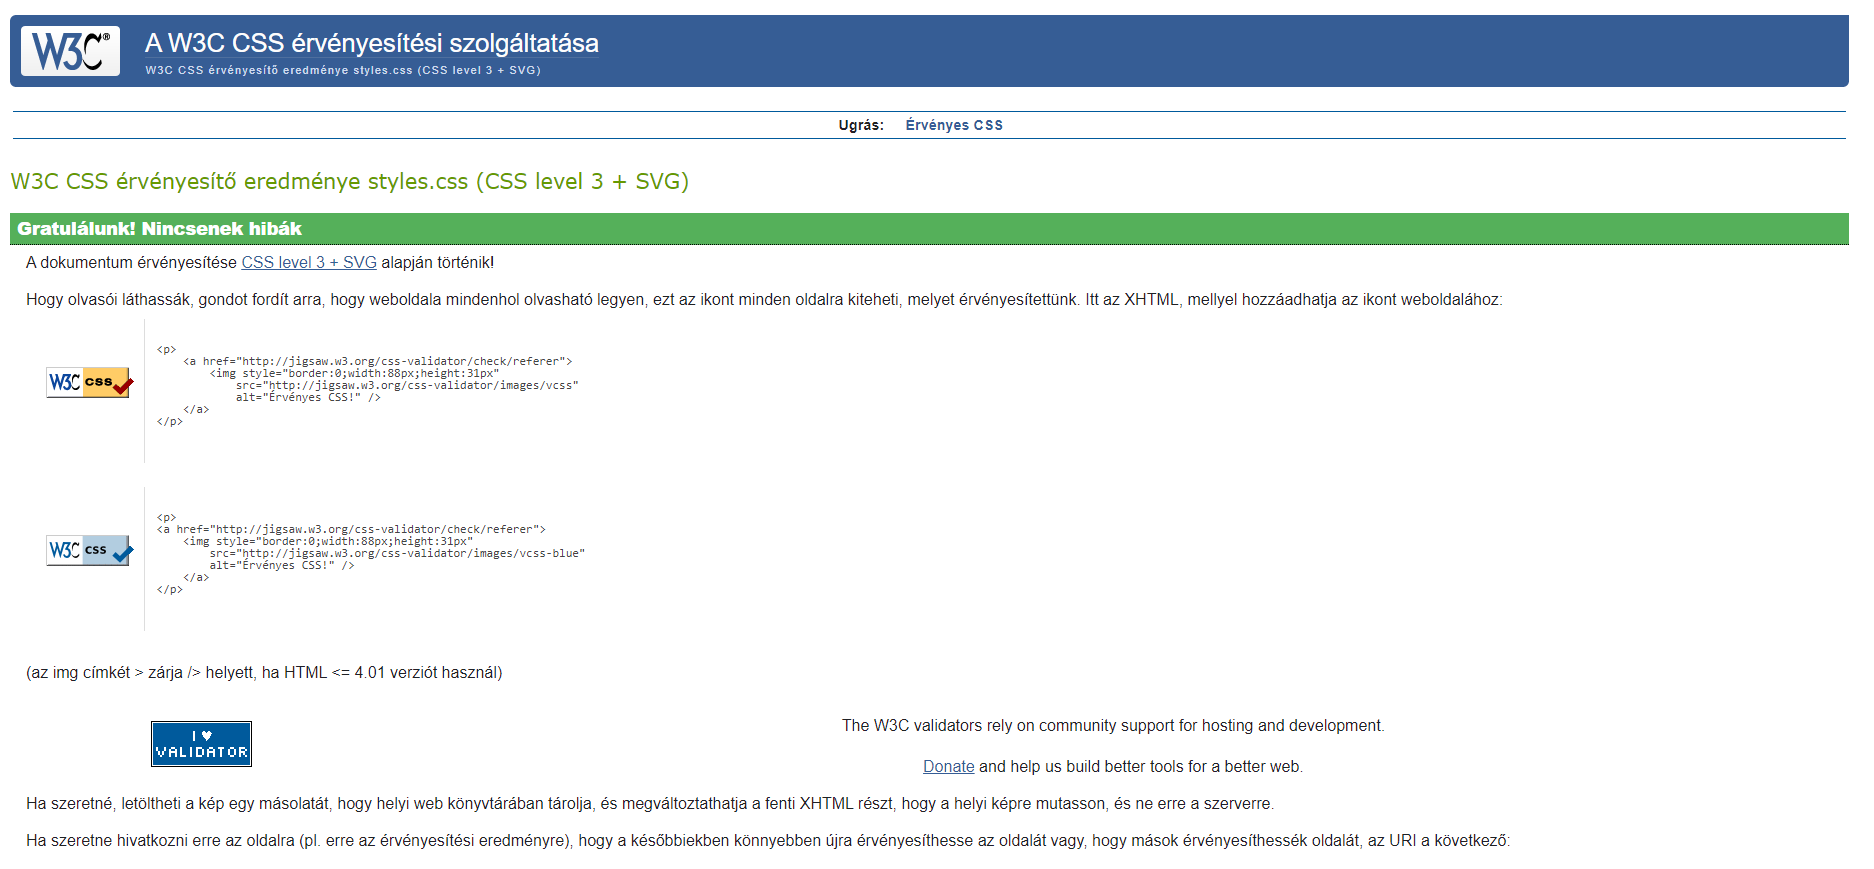 W3C®
A W3C CSS érvényesítési szolgáltatása
W3C CSS érvényesítő eredménye styles.css (CSS level 3 + SVG)
Ugrás: Érvényes CSS
W3C CSS érvényesítő eredménye styles.css (CSS level 3 + SVG)
Gratulálunk! Nincsenek hibák
A dokumentum érvényesítése CSS level 3 + SVG alapján történik!
Hogy olvasói láthassák, gondot fordít arra, hogy weboldala mindenhol olvasható legyen, ezt az ikont minden oldalra kiteheti, melyet érvényesítettünk. Itt az XHTML, mellyel hozzáadhatja az ikont weboldalához:
W3C css
<p>
<a href="http://jigsaw.w3.org/css-validator/check/referer">
<img style="border:0;width:88px;height:31px"
src="http://jigsaw.w3.org/css-validator/images/vcss"
alt="Érvényes CSS!" />
</a>
</p>
W3C css
<p>
<a href="http://jigsaw.w3.org/css-validator/check/referer">
<img style="border:0;width:88px;height:31px"
src="http://jigsaw.w3.org/css-validator/images/vcss-blue"
alt="Érvényes CSS!" />
</a>
</p>
(az img címkét > zárja /> helyett, ha HTML <= 4.01 verziót használ)
I ♥
VALIDATOR
The W3C validators rely on community support for hosting and development.
Donate and help us build better tools for a better web.
Ha szeretné, letöltheti a kép egy másolatát, hogy helyi web könyvtárában tárolja, és megváltoztathatja a fenti XHTML részt, hogy a helyi képre mutasson, és ne erre a szerverre.
Ha szeretne hivatkozni erre az oldalra (pl. erre az érvényesítési eredményre), hogy a későbbiekben könnyebben újra érvényesíthesse az oldalát vagy, hogy mások érvényesíthessék oldalát, az URI a következő: